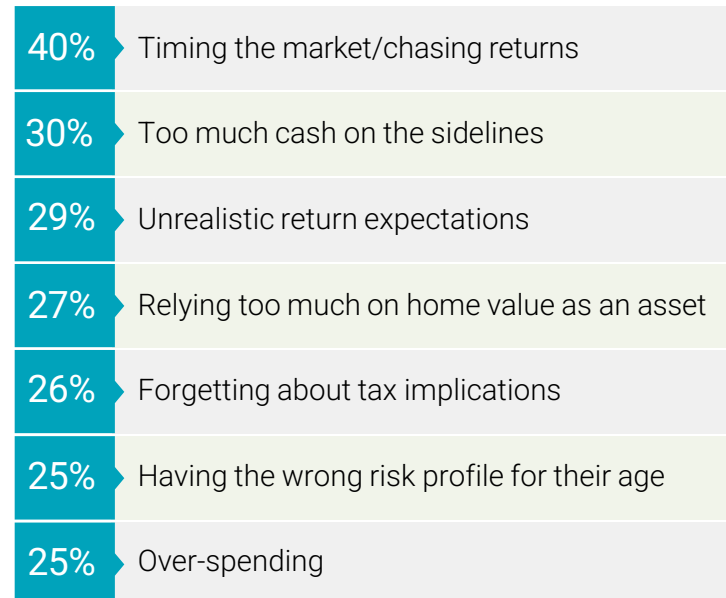 40% Timing the market/chasing returns
30% Too much cash on the sidelines
29% Unrealistic return expectations
27% Relying too much on home value as an asset
26% Forgetting about tax implications
25% Having the wrong risk profile for their age
25% Over-spending